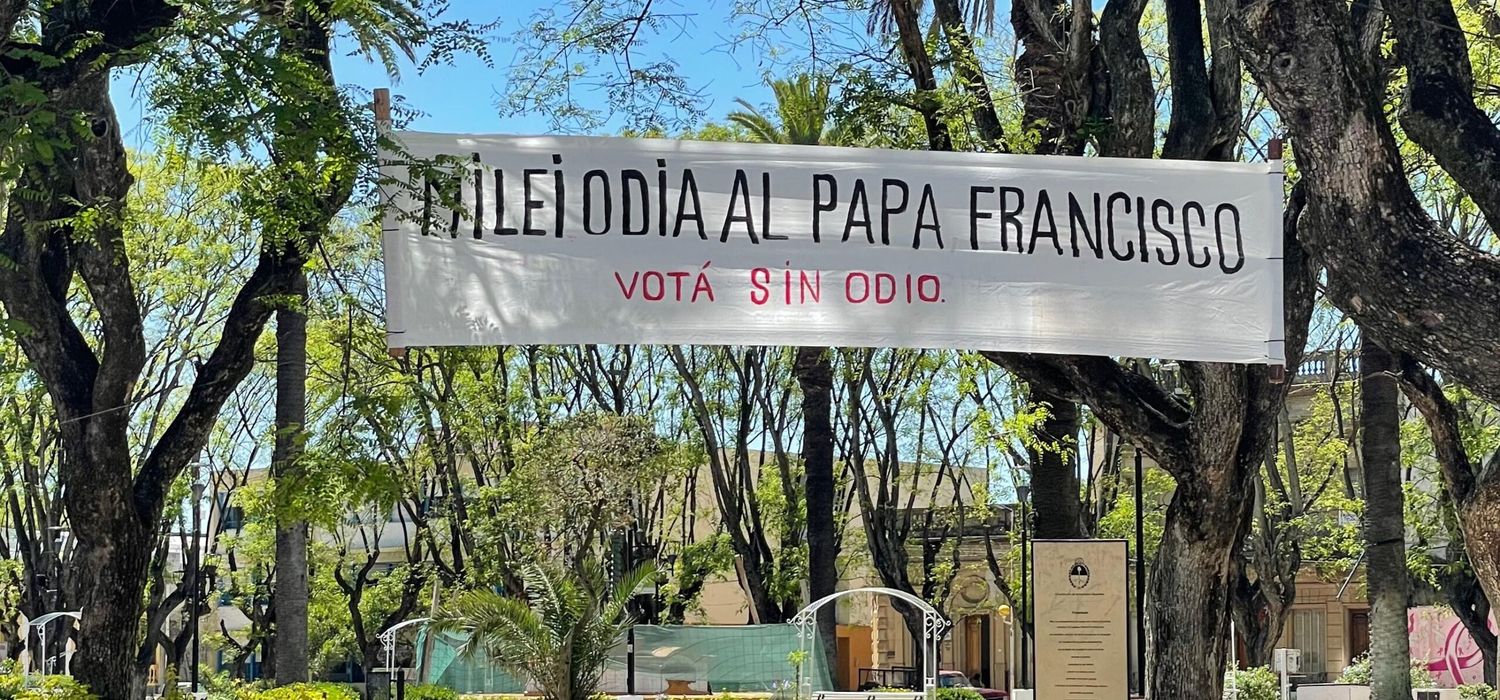 MiLEi ODiA AL PAPA FRANCISCO
VOTÁ SiN ODIO.